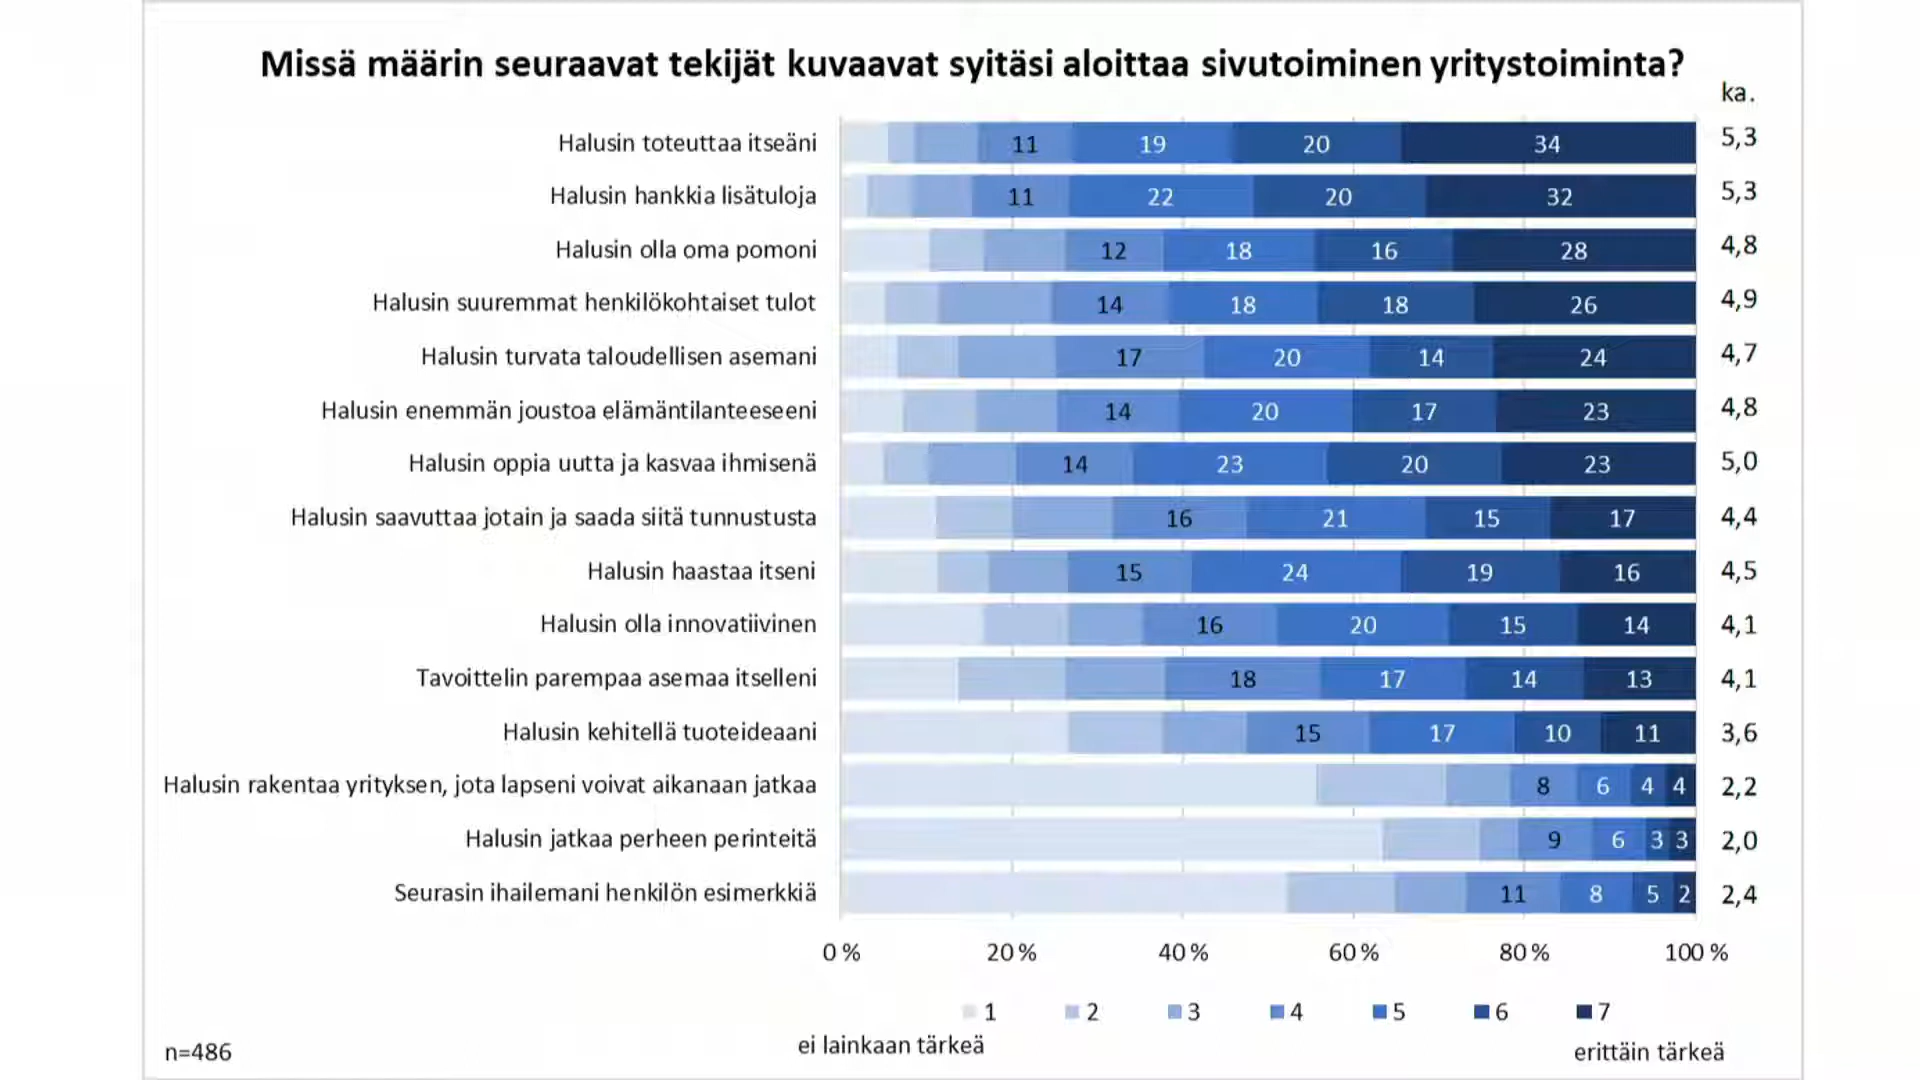 Missä määrin seuraavat tekijät kuvaavat syitäsi aloittaa sivutoiminen yritystoiminta?
ka.
Halusin toteuttaa itseäni 11 19 20 34 5,3
Halusin hankkia lisätuloja 11 22 20 32 5,3
Halusin olla oma pomoni 12 18 16 28 4,8
Halusin suuremmat henkilökohtaiset tulot 14 18 18 26 4,9
Halusin turvata taloudellisen asemani 17 20 14 24 4,7
Halusin enemmän joustoa elämäntilanteeseeni 14 20 17 23 4,8
Halusin oppia uutta ja kasvaa ihmisenä 14 23 20 23 5,0
Halusin saavuttaa jotain ja saada siitä tunnustusta 16 21 15 17 4,4
Halusin haastaa itseni 15 24 19 16 4,5
Halusin olla innovatiivinen 16 20 15 14 4,1
Tavoittelin parempaa asemaa itselleni 18 17 14 13 4,1
Halusin kehitellä tuoteideaani 15 17 10 11 3,6
Halusin rakentaa yrityksen, jota lapseni voivat aikanaan jatkaa 8 6 4 4 2,2
Halusin jatkaa perheen perinteitä 9 6 3 3 2,0
Seurasin ihailemani henkilön esimerkkiä 11 8 5 2 2,4
0 % 20 % 40 % 60 % 80 % 100 %
1 2 3 4 5 6 7
ei lainkaan tärkeä erittäin tärkeä
n=486